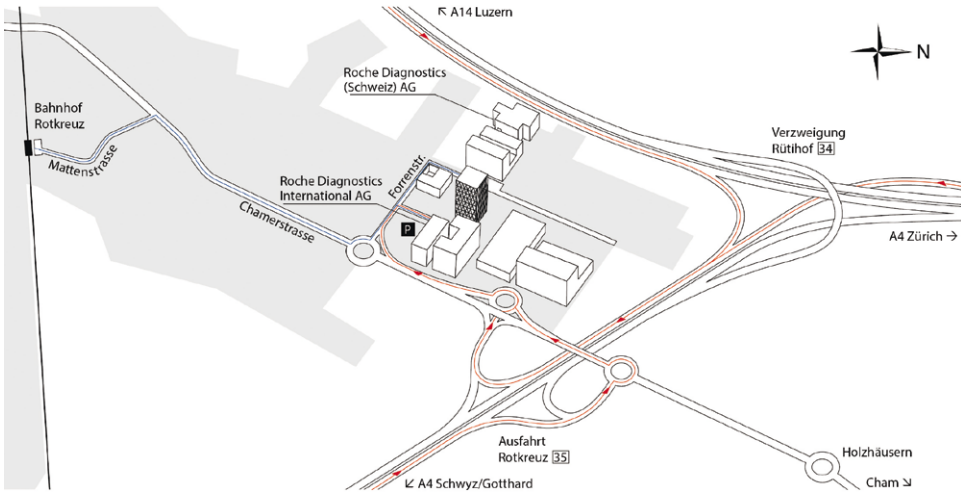 ↖ A14 Luzern
N
Roche Diagnostics
(Schweiz) AG
Bahnhof
Rotkreuz
Verzweigung
Rütihof 34
Mattenstrasse
Forrenstr.
Roche Diagnostics
International AG
Chamerstrasse
P
A4 Zürich →
Ausfahrt
Rotkreuz 35
Holzhäusern
Cham ↘
↙ A4 Schwyz/Gotthard